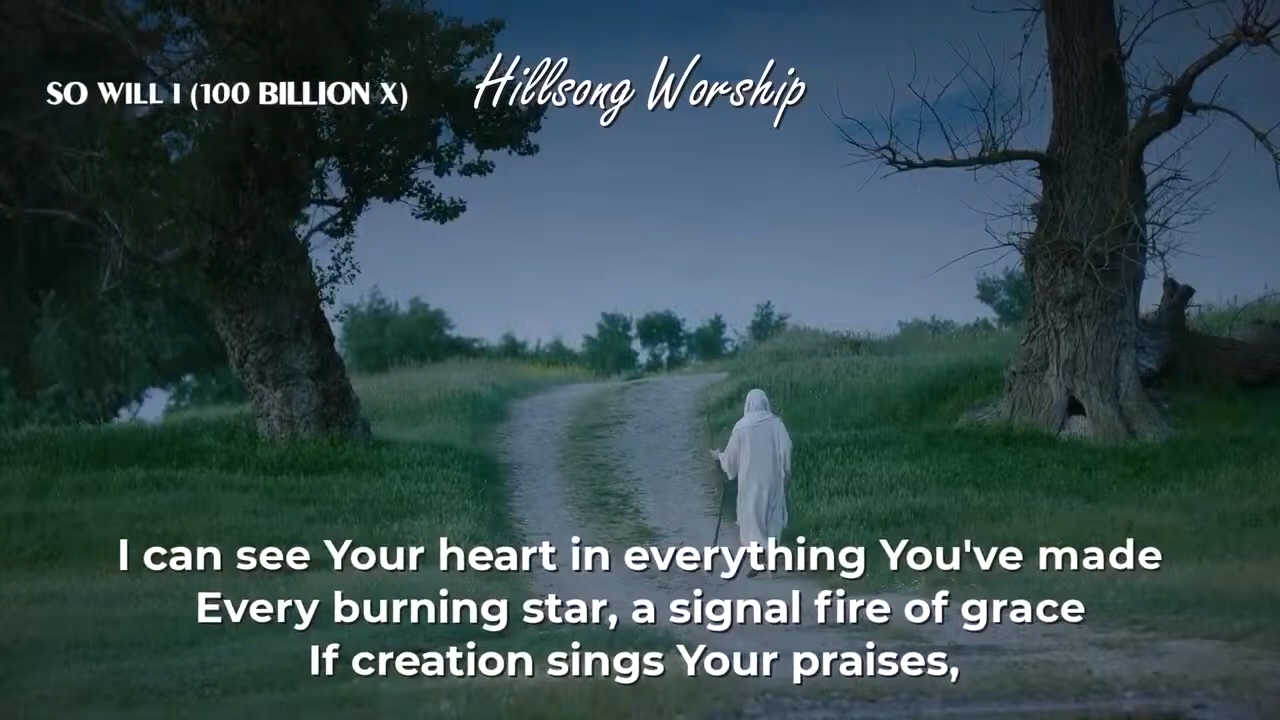 SO WILL I (100 BILLION X)
Hillsong Worship
I can see Your heart in everything You've made
Every burning star, a signal fire of grace
If creation sings Your praises,